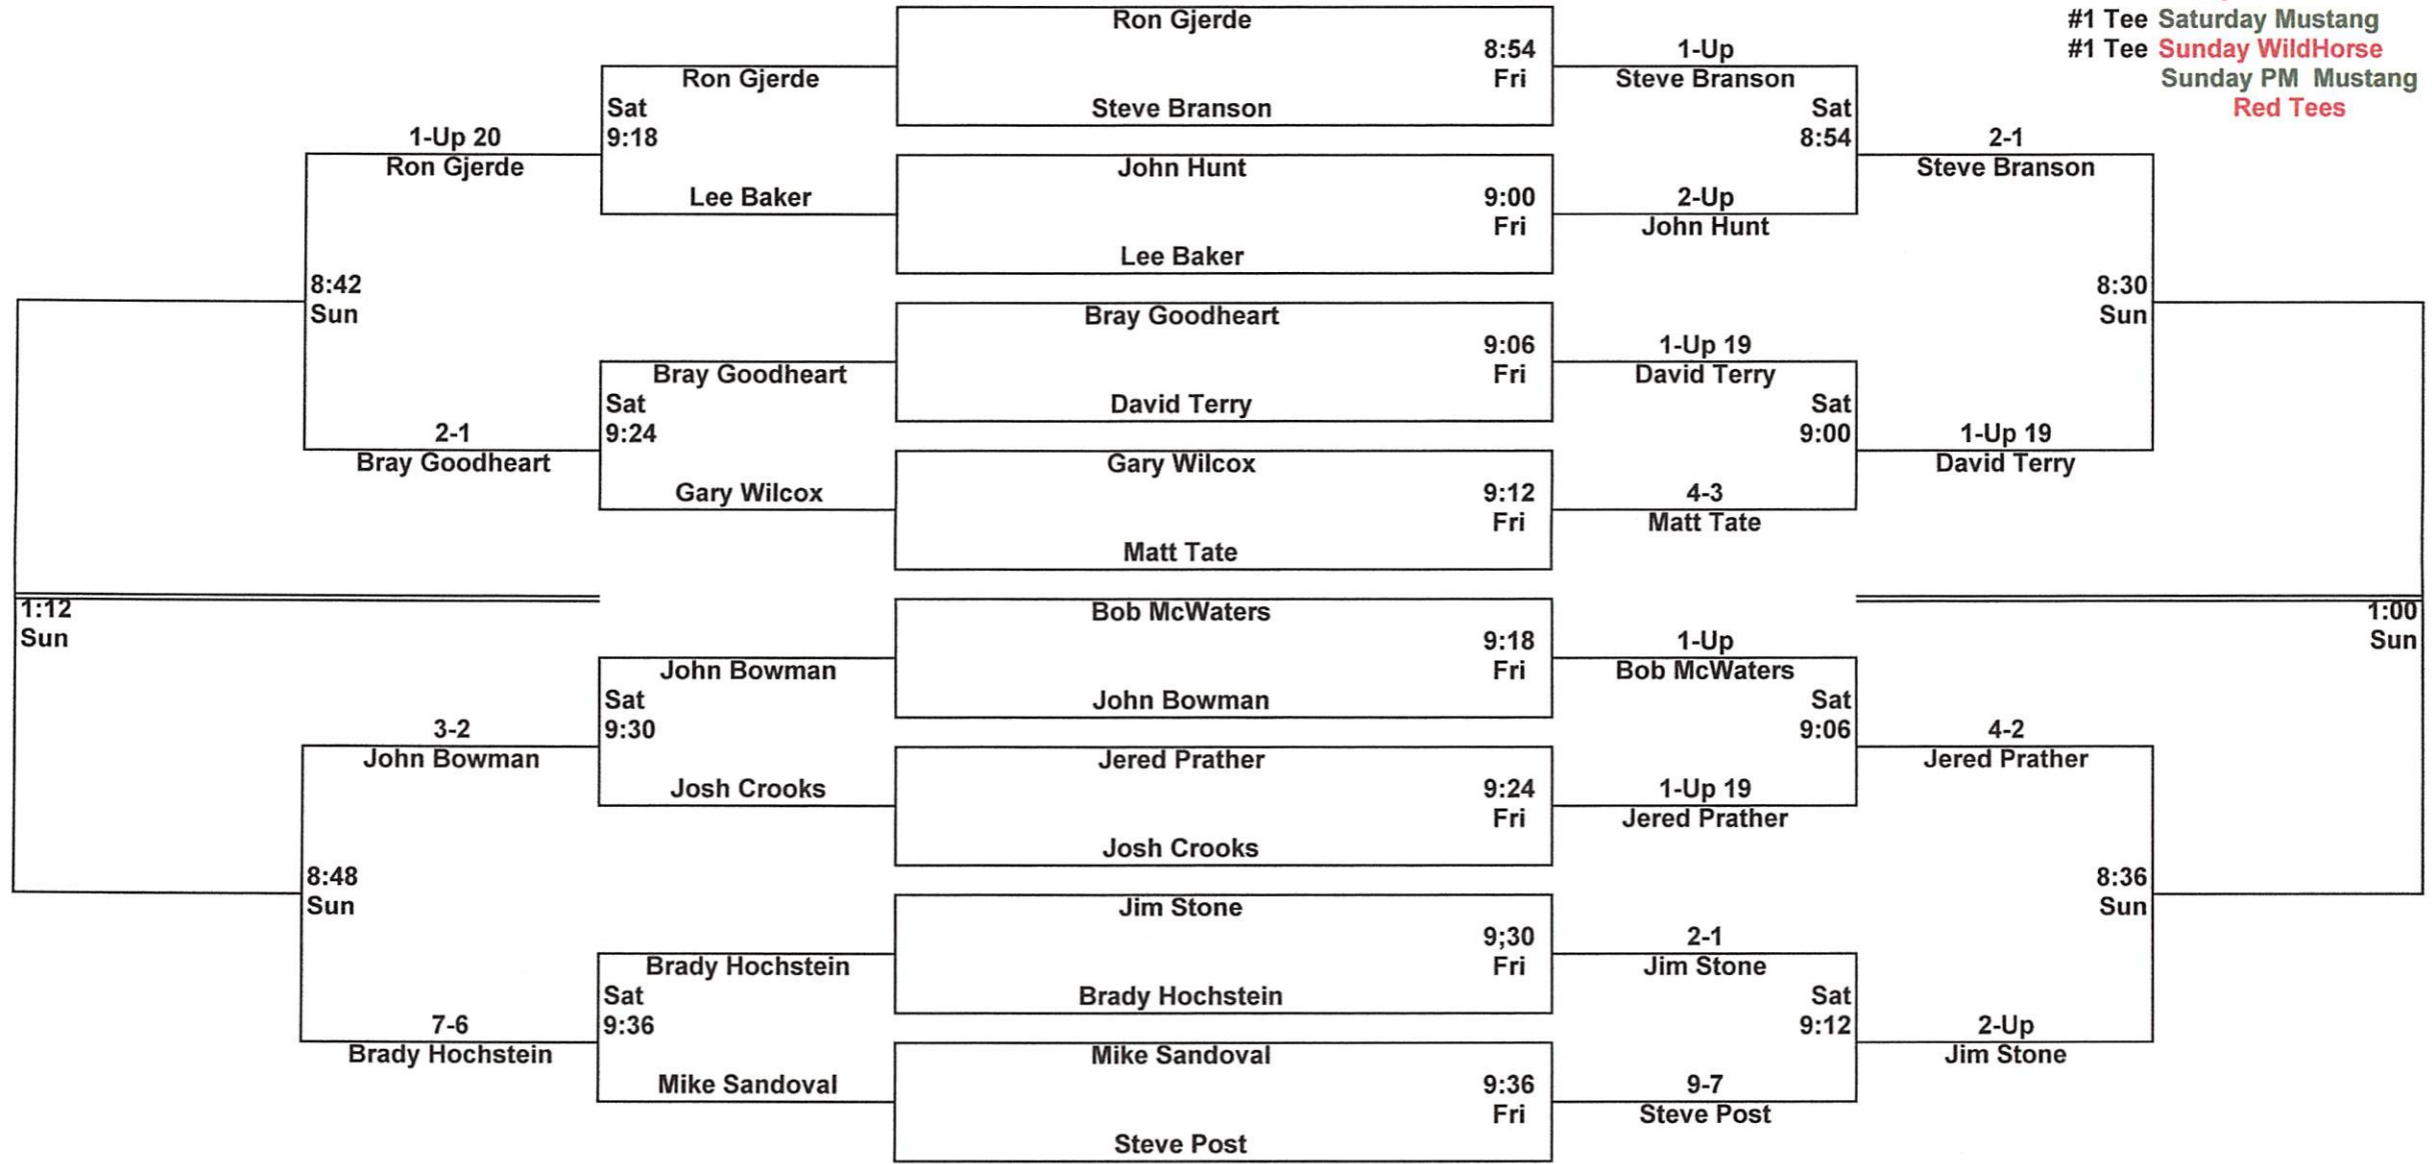 #1 Tee Saturday Mustang
#1 Tee Sunday WildHorse
Sunday PM Mustang
Red Tees
1-Up 20
Ron Gjerde
8:42
Sun
2-1
Bray Goodheart
1:12
Sun
3-2
John Bowman
8:48
Sun
7-6
Brady Hochstein
Ron Gjerde
Sat
9:18
Lee Baker
Bray Goodheart
Sat
9:24
Gary Wilcox
John Bowman
Sat
9:30
Josh Crooks
Brady Hochstein
Sat
9:36
Mike Sandoval
Ron Gjerde
8:54
Fri
Steve Branson
John Hunt
9:00
Fri
Lee Baker
Bray Goodheart
9:06
Fri
David Terry
Gary Wilcox
9:12
Fri
Matt Tate
Bob McWaters
9:18
Fri
John Bowman
Jered Prather
9:24
Fri
Josh Crooks
Jim Stone
9;30
Fri
Brady Hochstein
Mike Sandoval
9:36
Fri
Steve Post
1-Up
Steve Branson
Sat
8:54
2-Up
John Hunt
1-Up 19
David Terry
Sat
9:00
4-3
Matt Tate
1-Up
Bob McWaters
Sat
9:06
1-Up 19
Jered Prather
2-1
Jim Stone
Sat
9:12
9-7
Steve Post
2-1
Steve Branson
8:30
Sun
1-Up 19
David Terry
1:00
Sun
4-2
Jered Prather
8:36
Sun
2-Up
Jim Stone